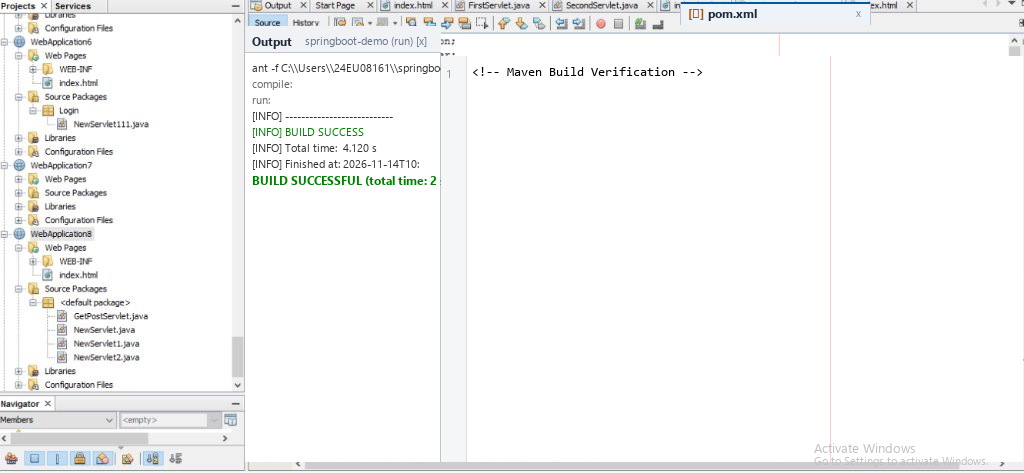 Projects X Services
Libraries
Configuration Files
WebApplication6
Web Pages
WEB-INF
index.html
Source Packages
Login
NewServlet111.java
Libraries
Configuration Files
WebApplication7
Web Pages
Source Packages
Libraries
Configuration Files
WebApplication8
Web Pages
WEB-INF
index.html
Source Packages
<default package>
GetPostServlet.java
NewServlet.java
NewServlet1.java
NewServlet2.java
Libraries
Configuration Files
Navigator X
Members
<empty>
Output X Start Page X index.html X FirstServlet.java X SecondServlet.java X
Source History
Output springboot-demo (run) [x]
ant -f C:\\Users\\24EU08161\\springbo
compile:
run:
[INFO] ---------------------------
[INFO] BUILD SUCCESS
[INFO] Total time: 4.120 s
[INFO] Finished at: 2026-11-14T10:
BUILD SUCCESSFUL (total time: 2
[] pom.xml x
1 <!-- Maven Build Verification -->
Activate Windows
Go to Settings to activate Windows.